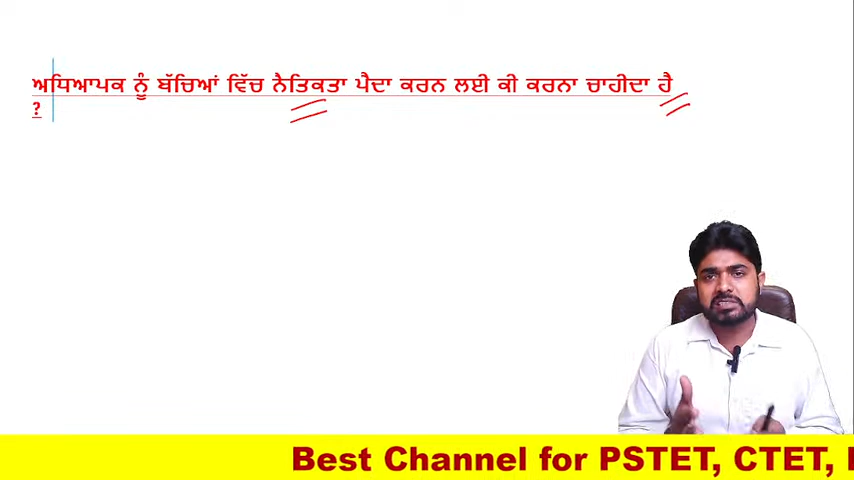 ਅਧਿਆਪਕ ਨੂੰ ਬੱਚਿਆਂ ਵਿੱਚ ਨੈਤਿਕਤਾ ਪੈਦਾ ਕਰਨ ਲਈ ਕੀ ਕਰਨਾ ਚਾਹੀਦਾ ਹੈ
?
Best Channel for PSTET, CTET,